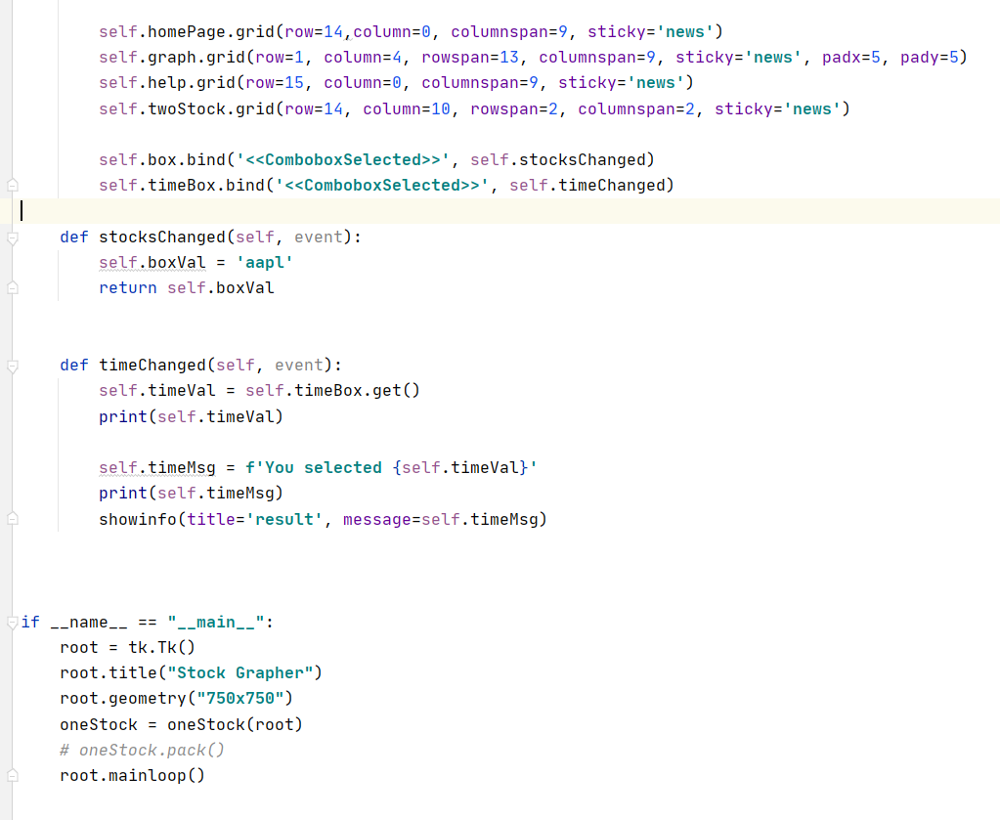 self.homePage.grid(row=14,column=0, columnspan=9, sticky='news')
self.graph.grid(row=1, column=4, rowspan=13, columnspan=9, sticky='news', padx=5, pady=5)
self.help.grid(row=15, column=0, columnspan=9, sticky='news')
self.twoStock.grid(row=14, column=10, rowspan=2, columnspan=2, sticky='news')
self.box.bind('<<ComboboxSelected>>', self.stocksChanged)
self.timeBox.bind('<<ComboboxSelected>>', self.timeChanged)
def stocksChanged(self, event):
self.boxVal = 'aapl'
return self.boxVal
def timeChanged(self, event):
self.timeVal = self.timeBox.get()
print(self.timeVal)
self.timeMsg = f'You selected {self.timeVal}'
print(self.timeMsg)
showinfo(title='result', message=self.timeMsg)
if __name__ == "__main__":
root = tk.Tk()
root.title("Stock Grapher")
root.geometry("750x750")
oneStock = oneStock(root)
# oneStock.pack()
root.mainloop()